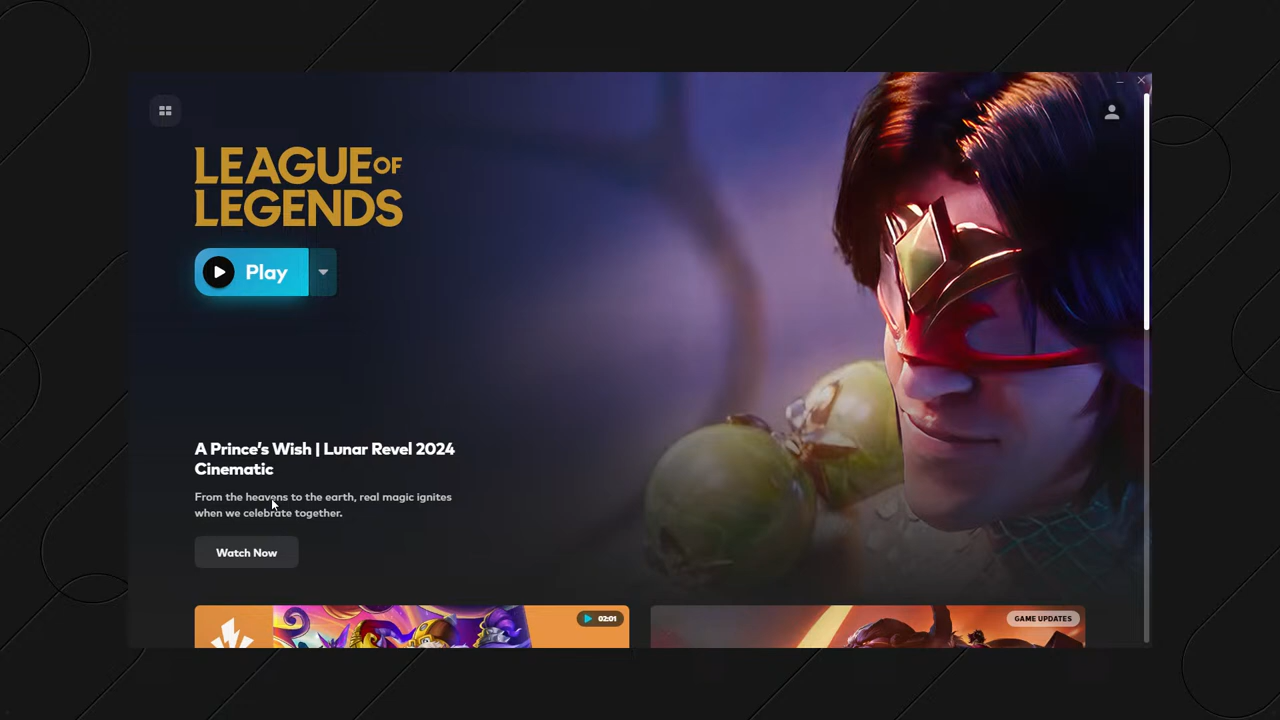 LEAGUE OF
LEGENDS
Play
A Prince's Wish | Lunar Revel 2024
Cinematic
From the heavens to the earth, real magic ignites
when we celebrate together.
Watch Now
02:01
GAME UPDATES